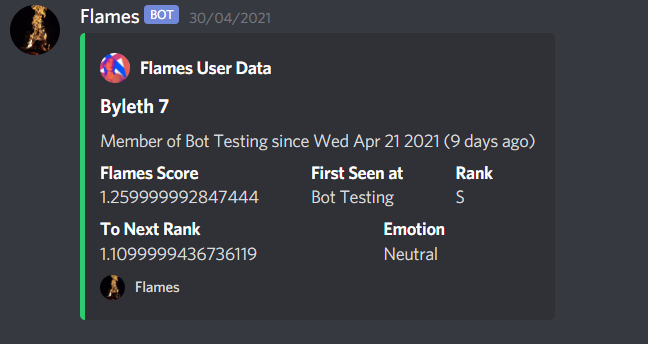 Flames BOT 30/04/2021
Flames User Data
Byleth 7
Member of Bot Testing since Wed Apr 21 2021 (9 days ago)
Flames Score First Seen at Rank
1.259999992847444 Bot Testing S
To Next Rank Emotion
1.1099999436736119 Neutral
Flames